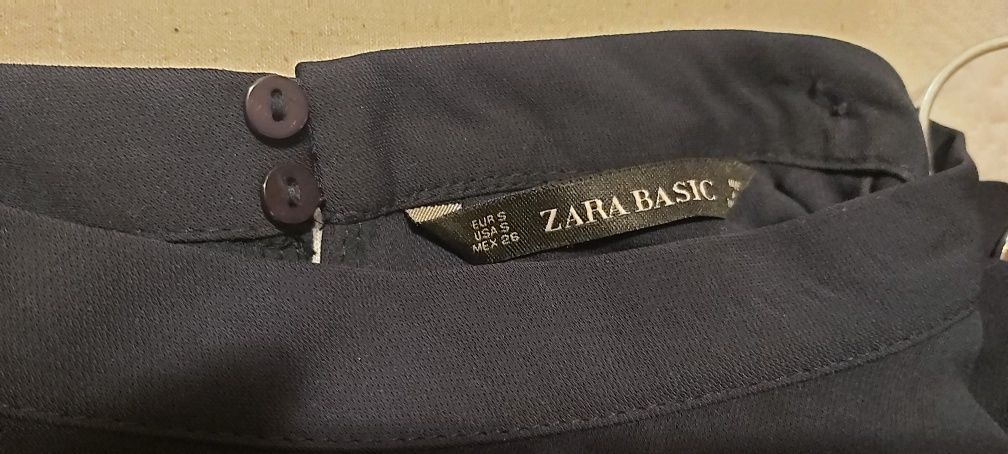 EUR S
USA S
MEX 26
ZARA BASIC